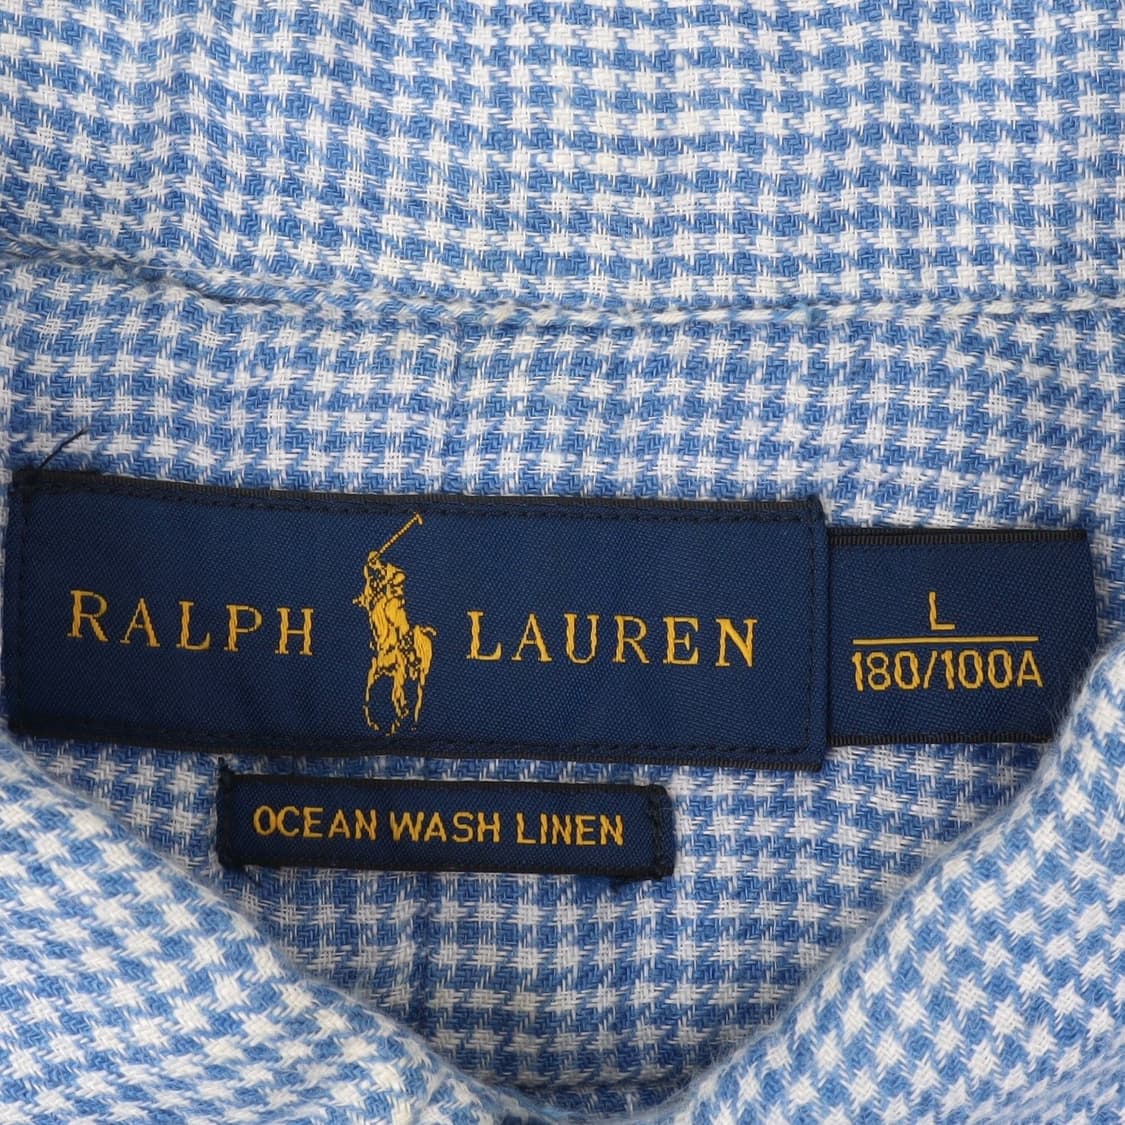 RALPH LAUREN
L
180/100A
OCEAN WASH LINEN